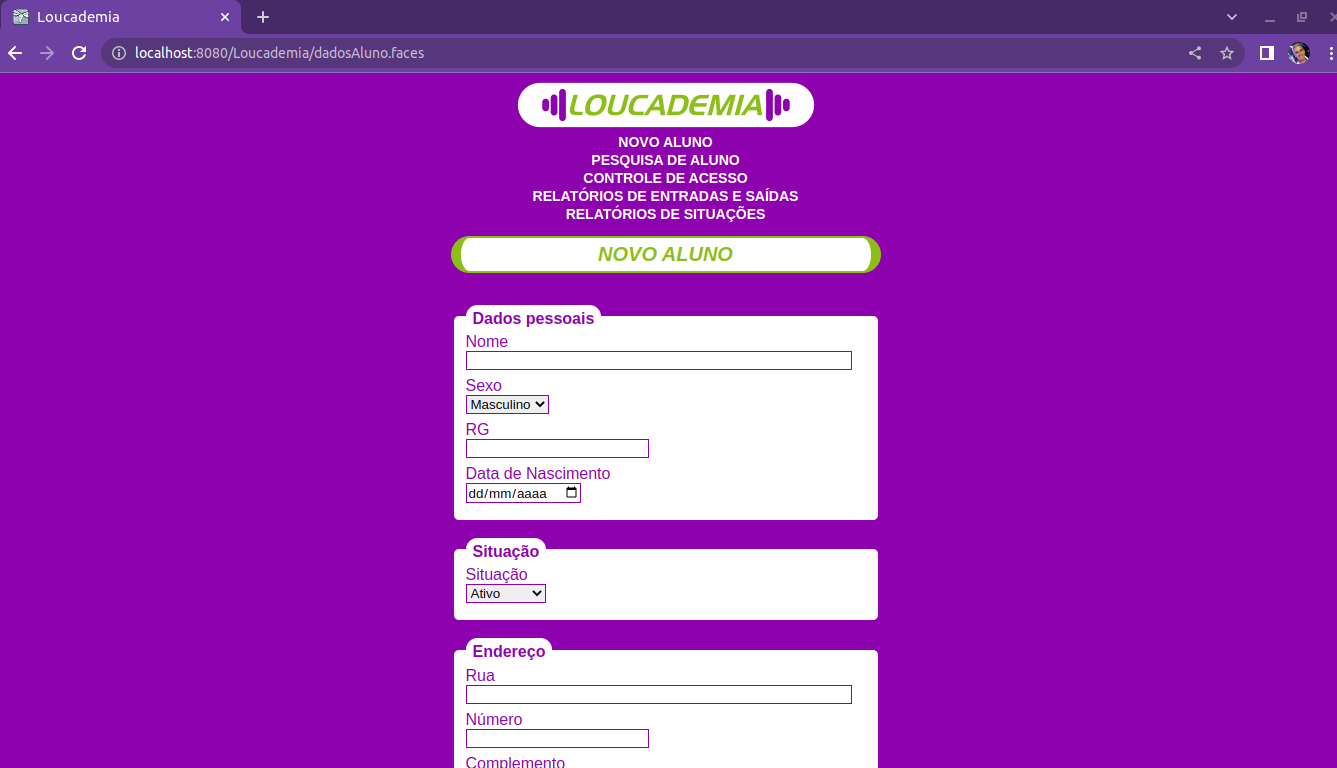 Loucademia
localhost:8080/Loucademia/dadosAluno.faces
LOUCADEMIA
NOVO ALUNO
PESQUISA DE ALUNO
CONTROLE DE ACESSO
RELATÓRIOS DE ENTRADAS E SAÍDAS
RELATÓRIOS DE SITUAÇÕES
NOVO ALUNO
Dados pessoais
Nome
Sexo
Masculino
RG
Data de Nascimento
dd/mm/aaaa
Situação
Situação
Ativo
Endereço
Rua
Número
Complemento